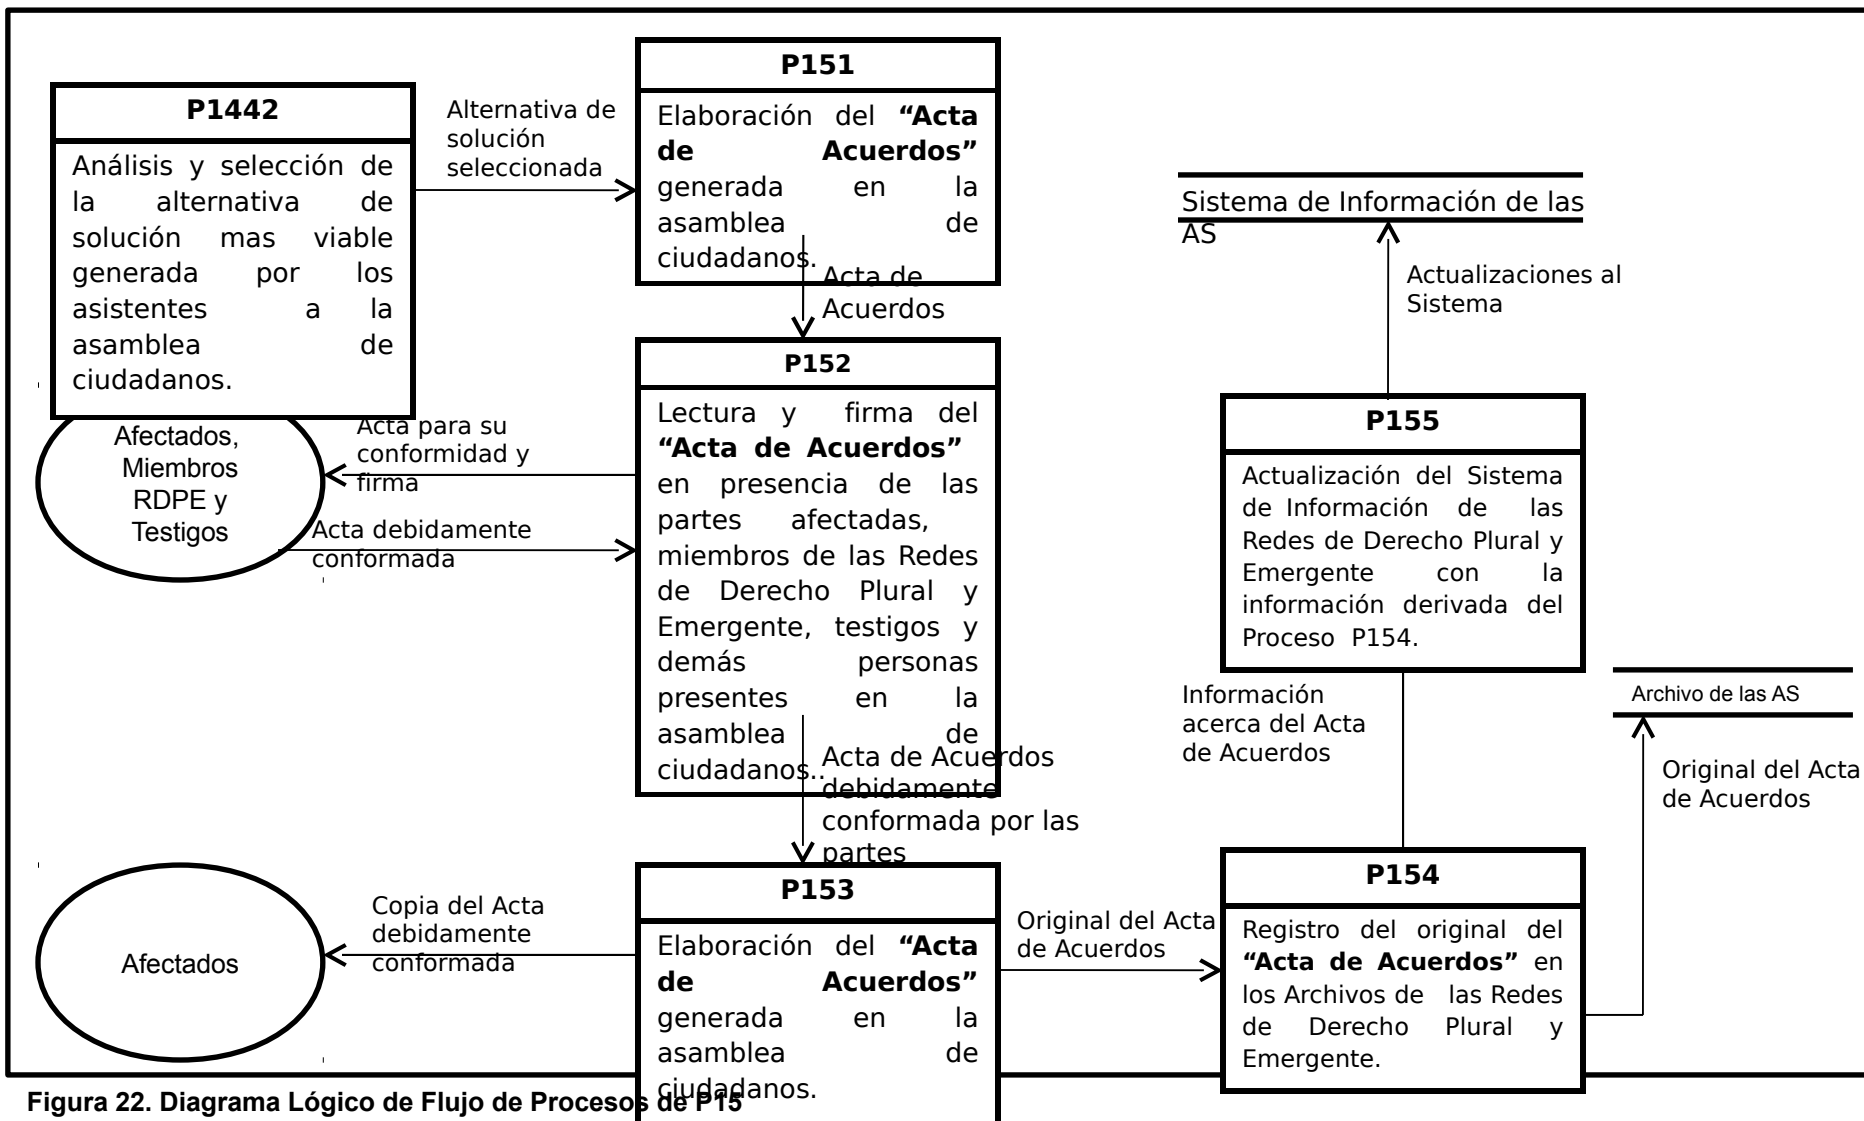 P1442
Análisis y selección de
la alternativa de
solución mas viable
generada por los
asistentes a la
asamblea de
ciudadanos.
Alternativa de
solución
seleccionada
P151
Elaboración del “Acta
de Acuerdos”
generada en la
asamblea de
ciudadanos.
Acta de
Acuerdos
P152
Lectura y firma del
“Acta de Acuerdos”
en presencia de las
partes afectadas,
miembros de las Redes
de Derecho Plural y
Emergente, testigos y
demás personas
presentes en la
asamblea de
ciudadanos..
Afectados,
Miembros
RDPE y
Testigos
Acta para su
conformidad y
firma
Acta debidamente
conformada
Acta de Acuerdos
debidamente
conformada por las
partes
P153
Elaboración del “Acta
de Acuerdos”
generada en la
asamblea de
ciudadanos.
Copia del Acta
debidamente
conformada
Afectados
Original del Acta
de Acuerdos
P154
Registro del original del
“Acta de Acuerdos” en
los Archivos de las Redes
de Derecho Plural y
Emergente.
Información
acerca del Acta
de Acuerdos
P155
Actualización del Sistema
de Información de las
Redes de Derecho Plural y
Emergente con la
información derivada del
Proceso P154.
Actualizaciones al
Sistema
Sistema de Información de las
AS
Archivo de las AS
Original del Acta
de Acuerdos
Figura 22. Diagrama Lógico de Flujo de Procesos de P15